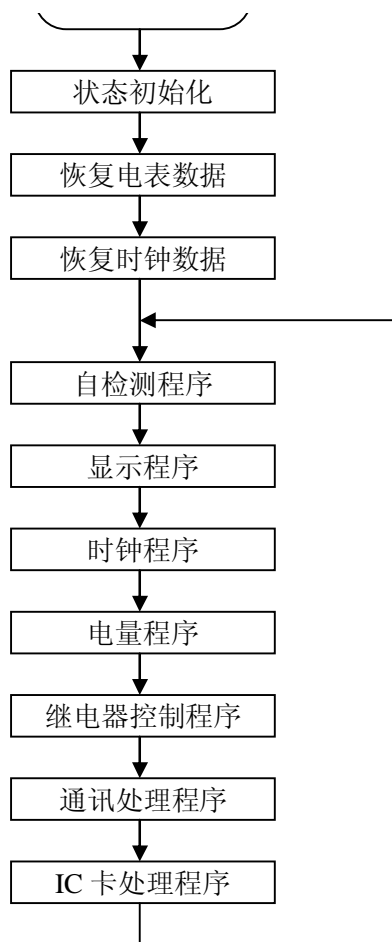 状态初始化
恢复电表数据
恢复时钟数据
自检测程序
显示程序
时钟程序
电量程序
继电器控制程序
通讯处理程序
IC 卡处理程序